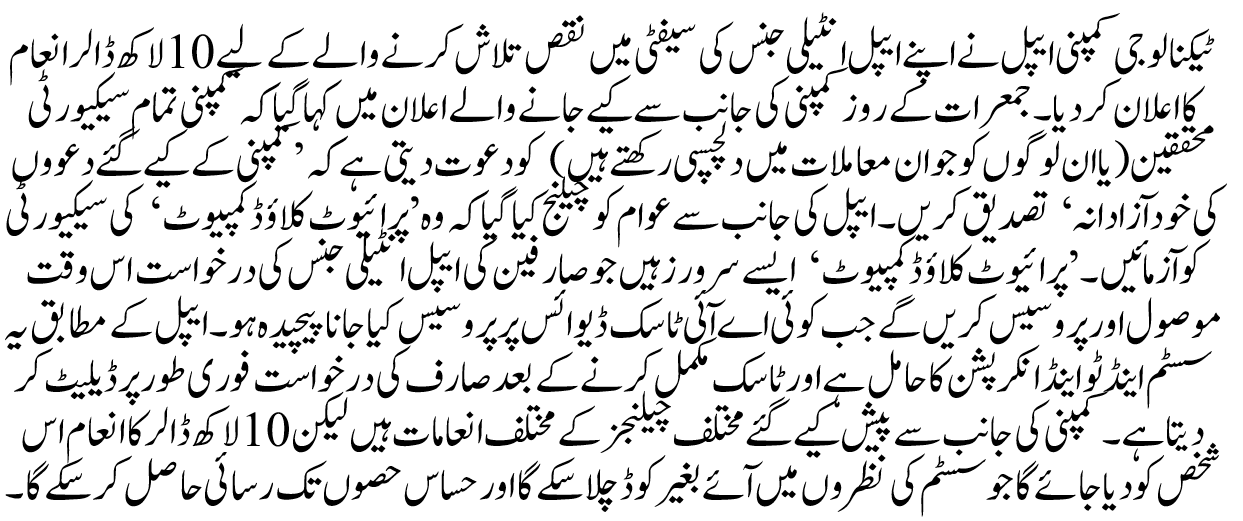 ٹیکنالوجی کمپنی ایپل نے اپنے ایپل انٹیلی جنس کی سیفٹی میں نقص تلاش کرنے والے کے لیے 10 لاکھ ڈالر انعام
کا اعلان کر دیا۔ جمعرات کے روز کمپنی کی جانب سے کیے جانے والے اعلان میں کہا گیا کہ ’کمپنی تمام سیکیورٹی
محققین (یا ان لوگوں کو جو ان معاملات میں دلچسپی رکھتے ہیں) کو دعوت دیتی ہے کہ ’کمپنی کے کیے گئے دعووں
کی خود آزادانہ‘ تصدیق کریں۔ ایپل کی جانب سے عوام کو چیلنج کیا گیا کہ وہ ’پرائیوٹ کلاؤڈ کمپیوٹ‘ کی سیکیورٹی
کو آزمائیں۔ ’پرائیوٹ کلاؤڈ کمپیوٹ‘ ایسے سرورز ہیں جو صارفین کی ایپل انٹیلی جنس کی درخواست اس وقت
موصول اور پروسیس کریں گے جب کوئی اے آئی ٹاسک ڈیوائس پر پروسیس کیا جانا پیچیدہ ہو۔ ایپل کے مطابق یہ
سسٹم اینڈ ٹو اینڈ انکرپشن کا حامل ہے اور ٹاسک مکمل کرنے کے بعد صارف کی درخواست فوری طور پر ڈیلیٹ کر
دیتا ہے۔ کمپنی کی جانب سے پیش کیے گئے مختلف چیلنجز کے مختلف انعامات ہیں لیکن 10 لاکھ ڈالر کا انعام اس
شخص کو دیا جائے گا جو سسٹم کی نظروں میں آئے بغیر کوڈ چلا سکے گا اور حساس حصوں تک رسائی حاصل کر سکے گا۔